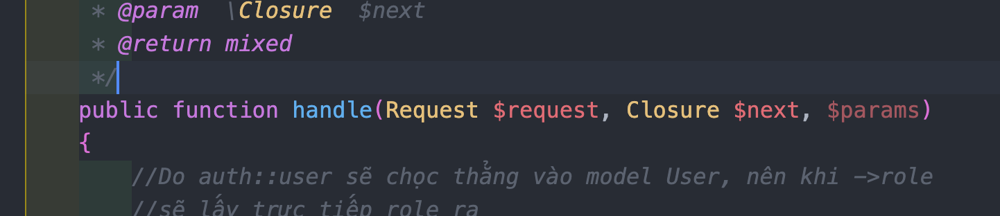 * @param  \Closure  $next
* @return mixed
*/
public function handle(Request $request, Closure $next, $params)
{
//Do auth::user sẽ chọc thẳng vào model User, nên khi ->role
//sẽ lấy trực tiếp role ra